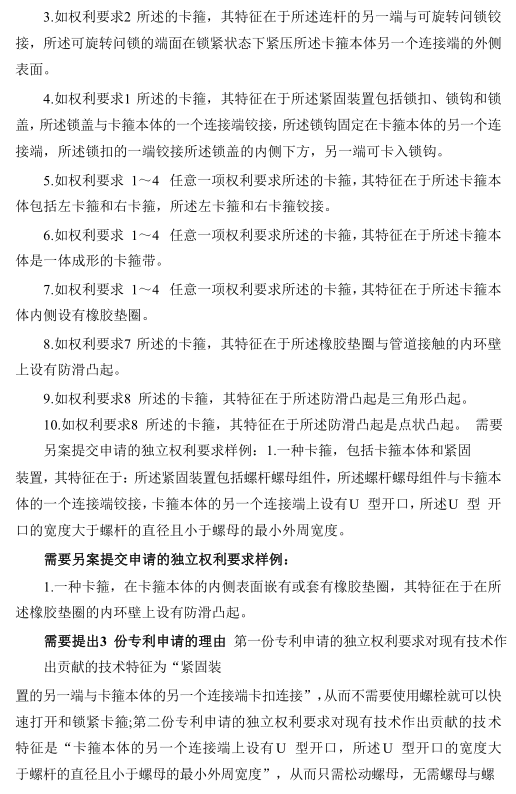 3.如权利要求2 所述的卡箍，其特征在于所述连杆的另一端与可旋转问锁铰
接，所述可旋转问锁的端面在锁紧状态下紧压所述卡箍本体另一个连接端的外侧
表面。
4.如权利要求1 所述的卡箍，其特征在于所述紧固装置包括锁扣、锁钩和锁
盖，所述锁盖与卡箍本体的一个连接端铰接，所述锁钩固定在卡箍本体的另一个连
接端，所述锁扣的一端铰接所述锁盖的内侧下方，另一端可卡入锁钩。
5.如权利要求 1～4 任意一项权利要求所述的卡箍，其特征在于所述卡箍本
体包括左卡箍和右卡箍，所述左卡箍和右卡箍铰接。
6.如权利要求 1～4 任意一项权利要求所述的卡箍，其特征在于所述卡箍本
体是一体成形的卡箍带。
7.如权利要求 1～4 任意一项权利要求所述的卡箍，其特征在于所述卡箍本
体内侧设有橡胶垫圈。
8.如权利要求7 所述的卡箍，其特征在于所述橡胶垫圈与管道接触的内环壁
上设有防滑凸起。
9.如权利要求8 所述的卡箍，其特征在于所述防滑凸起是三角形凸起。
10.如权利要求8 所述的卡箍，其特征在于所述防滑凸起是点状凸起。 需要
另案提交申请的独立权利要求样例：1.一种卡箍，包括卡箍本体和紧固
装置，其特征在于：所述紧固装置包括螺杆螺母组件，所述螺杆螺母组件与卡箍本
体的一个连接端铰接，卡箍本体的另一个连接端上设有U 型开口，所述U 型 开
口的宽度大于螺杆的直径且小于螺母的最小外周宽度。
需要另案提交申请的独立权利要求样例：
1.一种卡箍，在卡箍本体的内侧表面嵌有或套有橡胶垫圈，其特征在于在所
述橡胶垫圈的内环壁上设有防滑凸起。
需要提出3 份专利申请的理由 第一份专利申请的独立权利要求对现有技术作
出贡献的技术特征为“紧固装
置的另一端与卡箍本体的另一个连接端卡扣连接”，从而不需要使用螺栓就可以快
速打开和锁紧卡箍;第二份专利申请的独立权利要求对现有技术作出贡献的技术
特征是“卡箍本体的另一个连接端上设有U 型开口，所述U 型开口的宽度大
于螺杆的直径且小于螺母的最小外周宽度”，从而只需松动螺母，无需螺母与螺